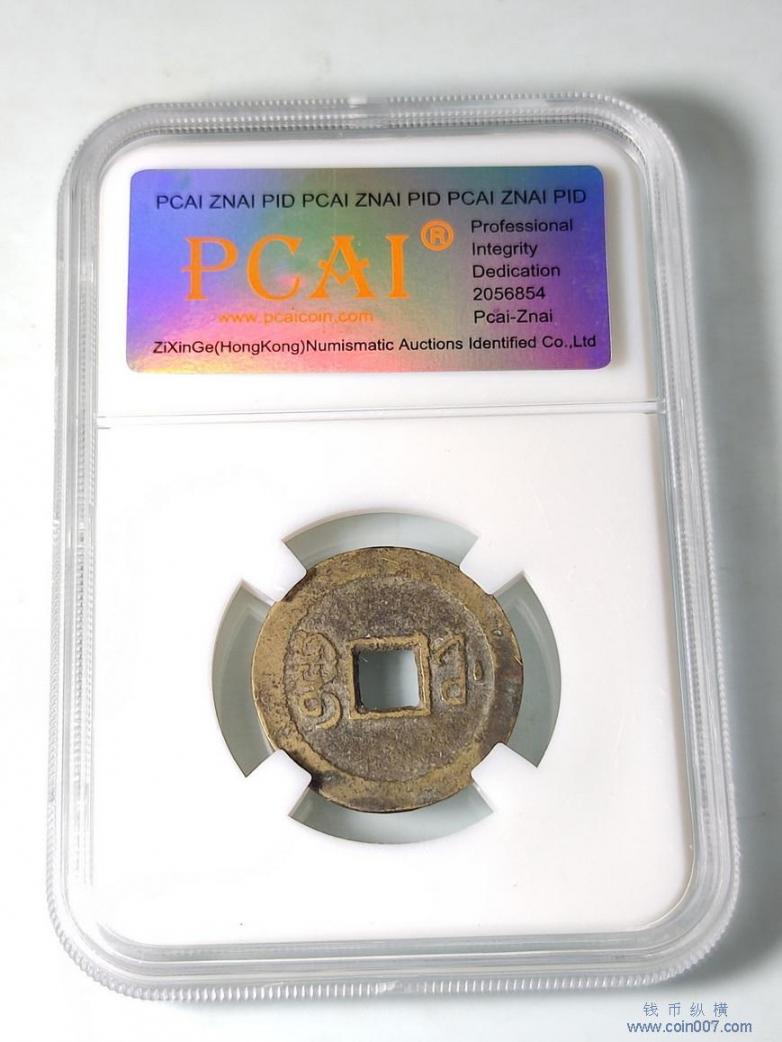 PCAI ZNAI PID PCAI ZNAI PID PCAI ZNAI PID
PCAI®
www.pcaicoin.com
Professional
Integrity
Dedication
2056854
Pcai-Znai
ZiXinGe(HongKong)Numismatic Auctions Identified Co.,Ltd
钱币纵横
www.coin007.com